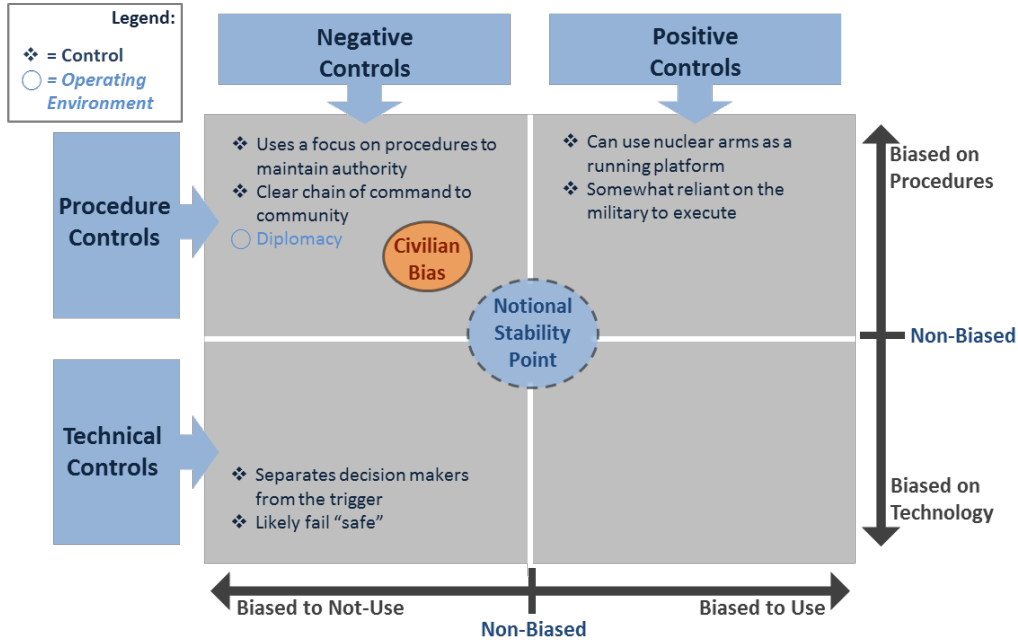 Legend:
❖ = Control
◯ = Operating
Environment
Negative
Controls
Positive
Controls
Procedure
Controls
❖ Uses a focus on procedures to
maintain authority
❖ Clear chain of command to
community
◯ Diplomacy
Civilian
Bias
❖ Can use nuclear arms as a
running platform
❖ Somewhat reliant on the
military to execute
Biased on
Procedures
Notional
Stability
Point
Non-Biased
Technical
Controls
❖ Separates decision makers
from the trigger
❖ Likely fail “safe”
Biased on
Technology
Biased to Not-Use
Biased to Use
Non-Biased